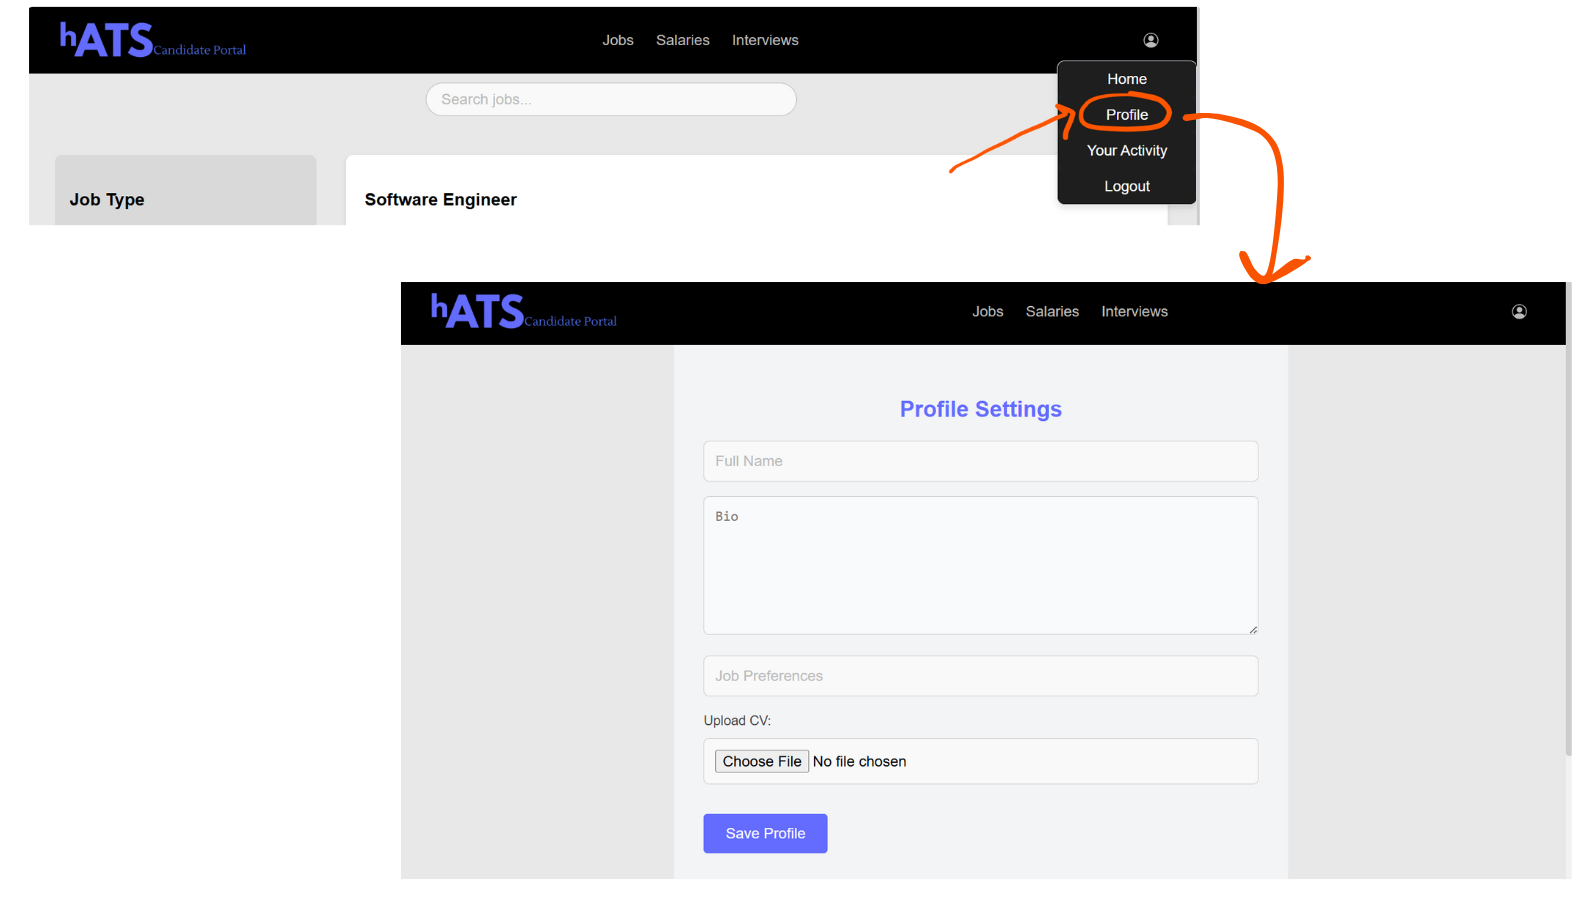 hATS Candidate Portal
Jobs Salaries Interviews
Home
Search jobs...
Profile
Your Activity
Logout
Job Type
Software Engineer
hATS Candidate Portal
Jobs Salaries Interviews
Profile Settings
Full Name
Bio
Job Preferences
Upload CV:
Choose File No file chosen
Save Profile